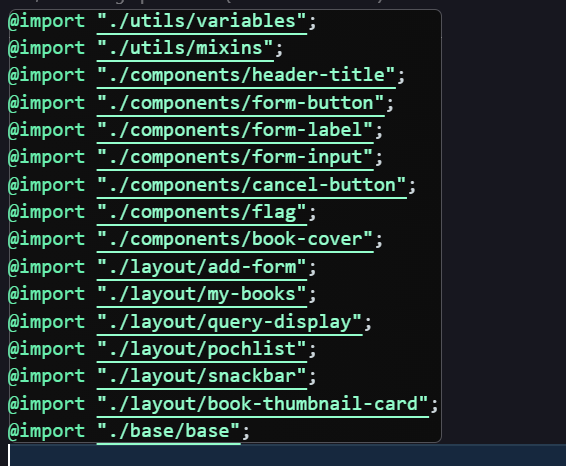 @import "./utils/variables";
@import "./utils/mixins";
@import "./components/header-title";
@import "./components/form-button";
@import "./components/form-label";
@import "./components/form-input";
@import "./components/cancel-button";
@import "./components/flag";
@import "./components/book-cover";
@import "./layout/add-form";
@import "./layout/my-books";
@import "./layout/query-display";
@import "./layout/pochlist";
@import "./layout/snackbar";
@import "./layout/book-thumbnail-card";
@import "./base/base";